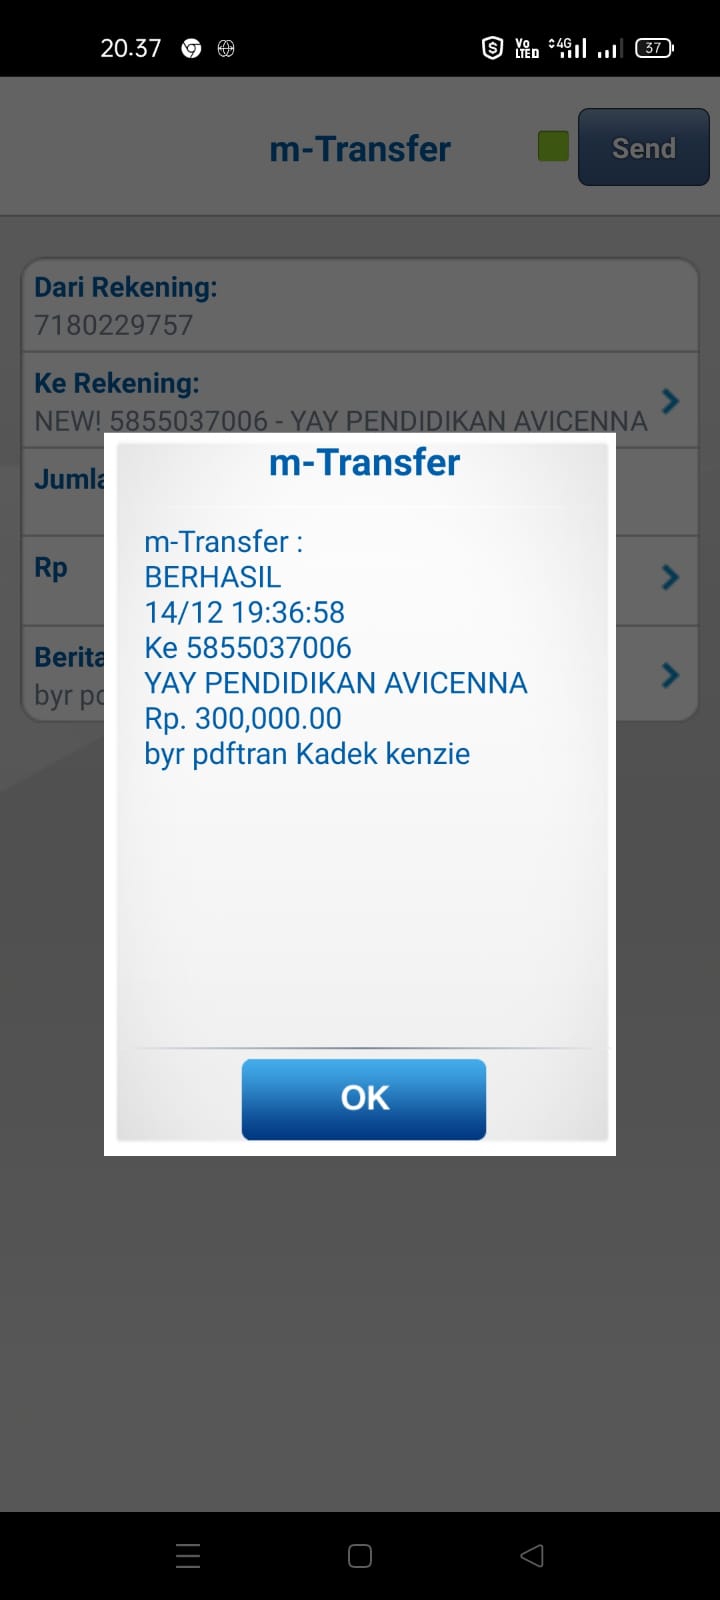 20.37
Vo
LTED
4G
37
m-Transfer
Send
Dari Rekening:
7180229757
Ke Rekening:
NEW! 5855037006 - YAY PENDIDIKAN AVICENNA
Jumla
Rp
Berita
byr pd
m-Transfer
m-Transfer :
BERHASIL
14/12 19:36:58
Ke 5855037006
YAY PENDIDIKAN AVICENNA
Rp. 300,000.00
byr pdftran Kadek kenzie
OK